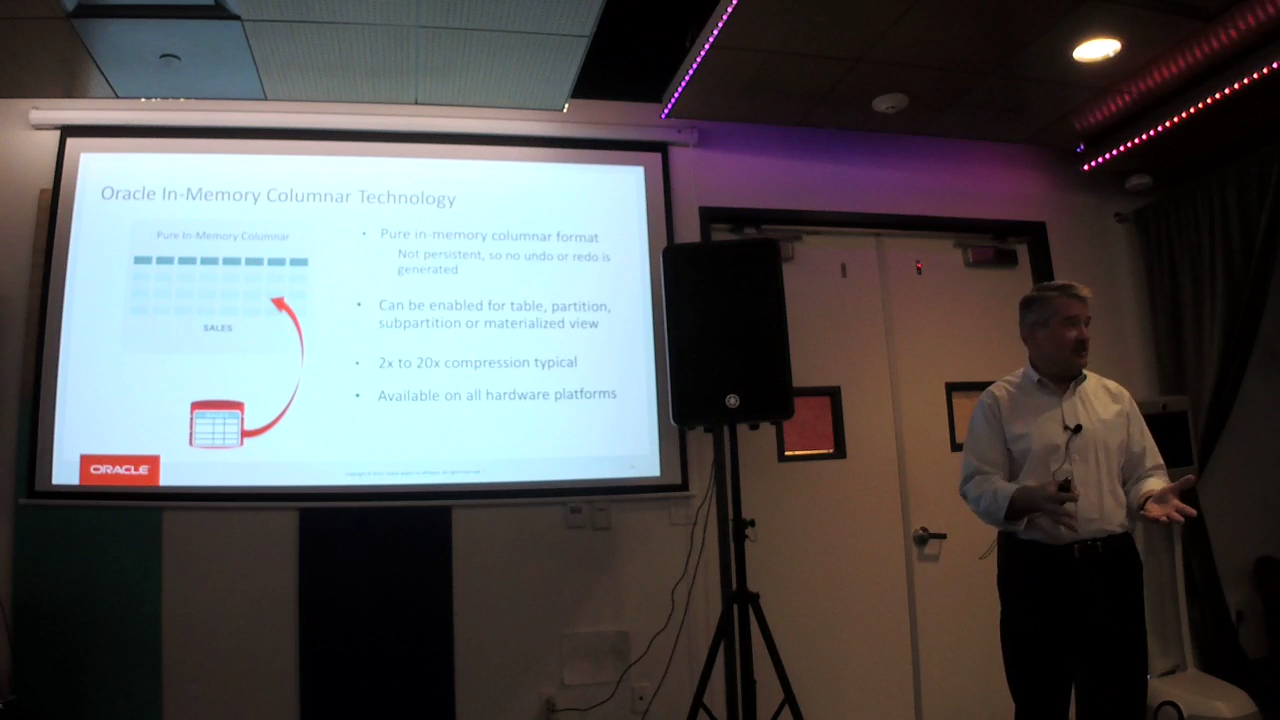 Oracle In-Memory Columnar Technology
Pure In-Memory Columnar
SALES
• Pure in-memory columnar format
Not persistent, so no undo or redo is
generated
• Can be enabled for table, partition,
subpartition or materialized view
• 2x to 20x compression typical
• Available on all hardware platforms
SALES
ORACLE